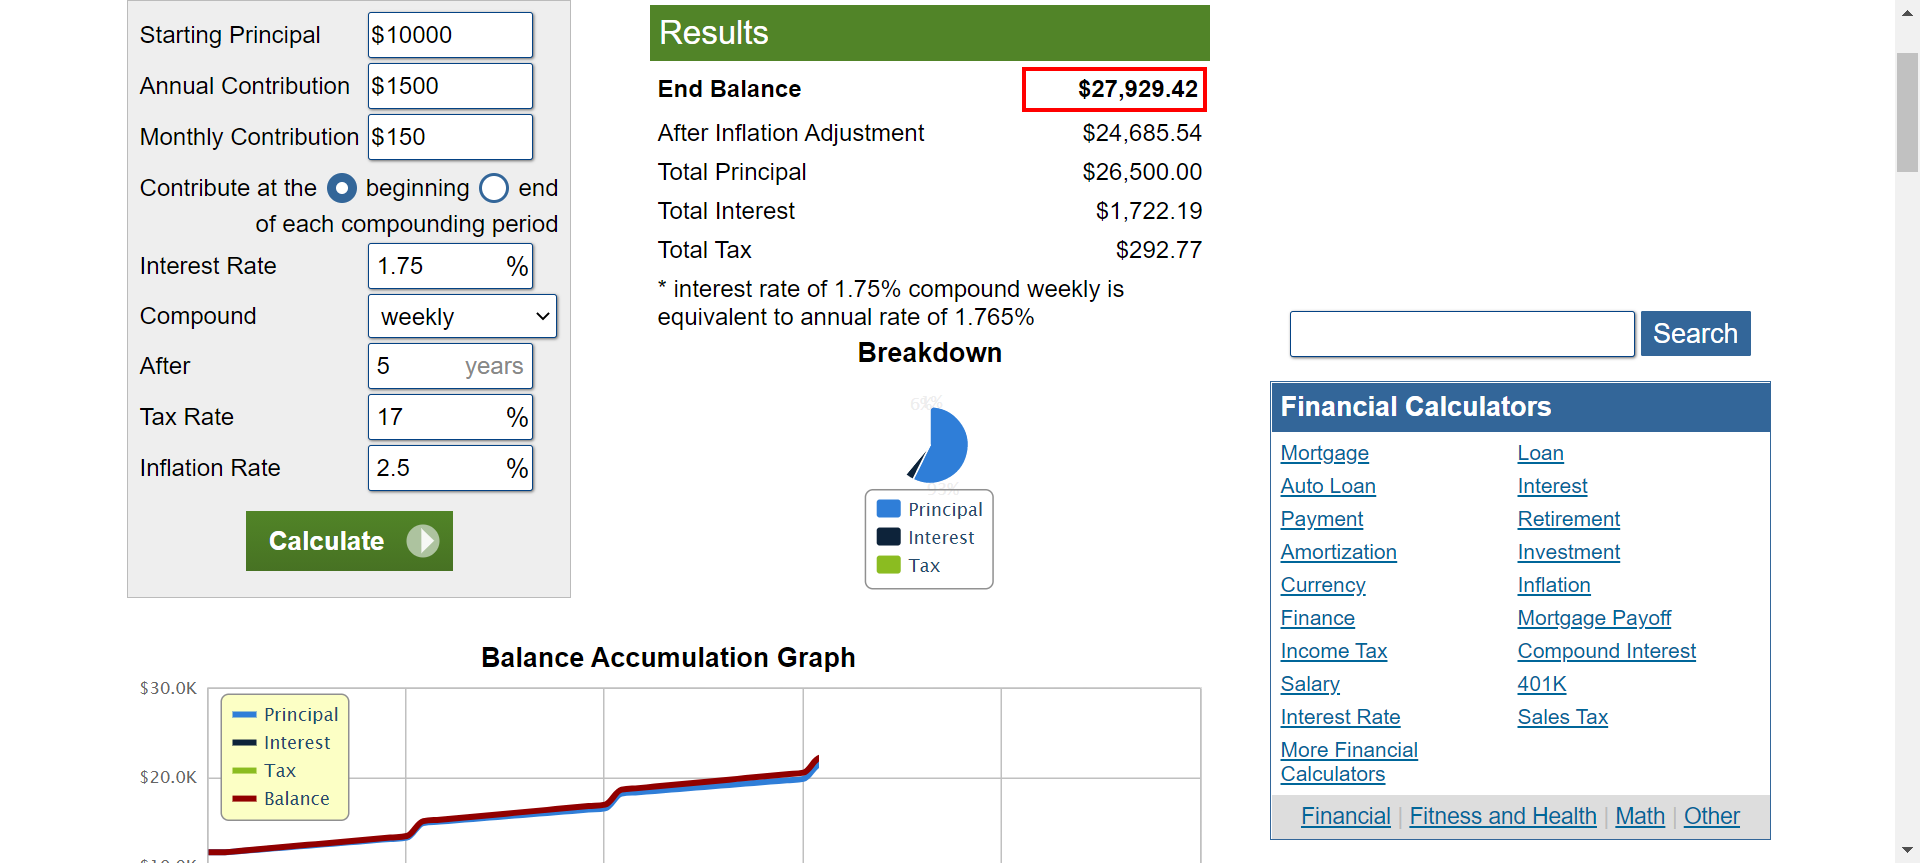 Starting Principal $10000
Annual Contribution $1500
Monthly Contribution $150
Contribute at the beginning end
of each compounding period
Interest Rate 1.75 %
Compound weekly
After 5 years
Tax Rate 17 %
Inflation Rate 2.5 %
Calculate
Results
End Balance $27,929.42
After Inflation Adjustment $24,685.54
Total Principal $26,500.00
Total Interest $1,722.19
Total Tax $292.77
* interest rate of 1.75% compound weekly is
equivalent to annual rate of 1.765%
Breakdown
93%
Principal
Interest
Tax
Balance Accumulation Graph
$30.0K
$20.0K
Principal
Interest
Tax
Balance
Search
Financial Calculators
Mortgage Loan
Auto Loan Interest
Payment Retirement
Amortization Investment
Currency Inflation
Finance Mortgage Payoff
Income Tax Compound Interest
Salary 401K
Interest Rate Sales Tax
More Financial
Calculators
Financial | Fitness and Health | Math | Other